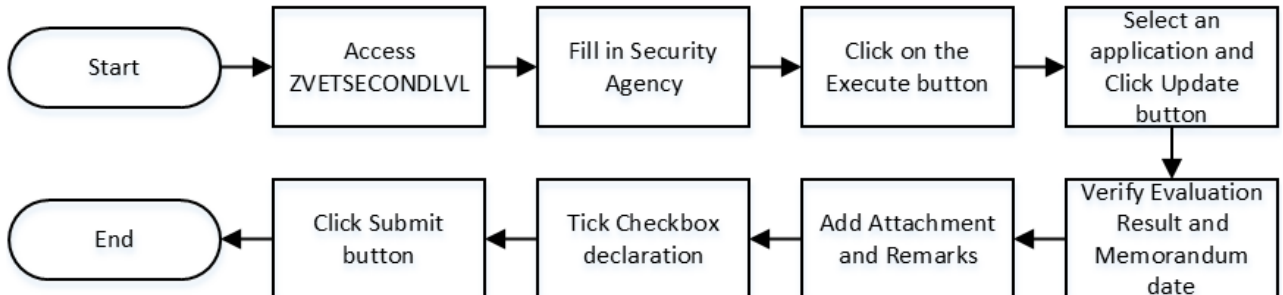 Start
Access
ZVETSECONDLVL
Fill in Security
Agency
Click on the
Execute button
Select an
application and
Click Update
button
Verify Evaluation
Result and
Memorandum
date
Add Attachment
and Remarks
Tick Checkbox
declaration
Click Submit
button
End